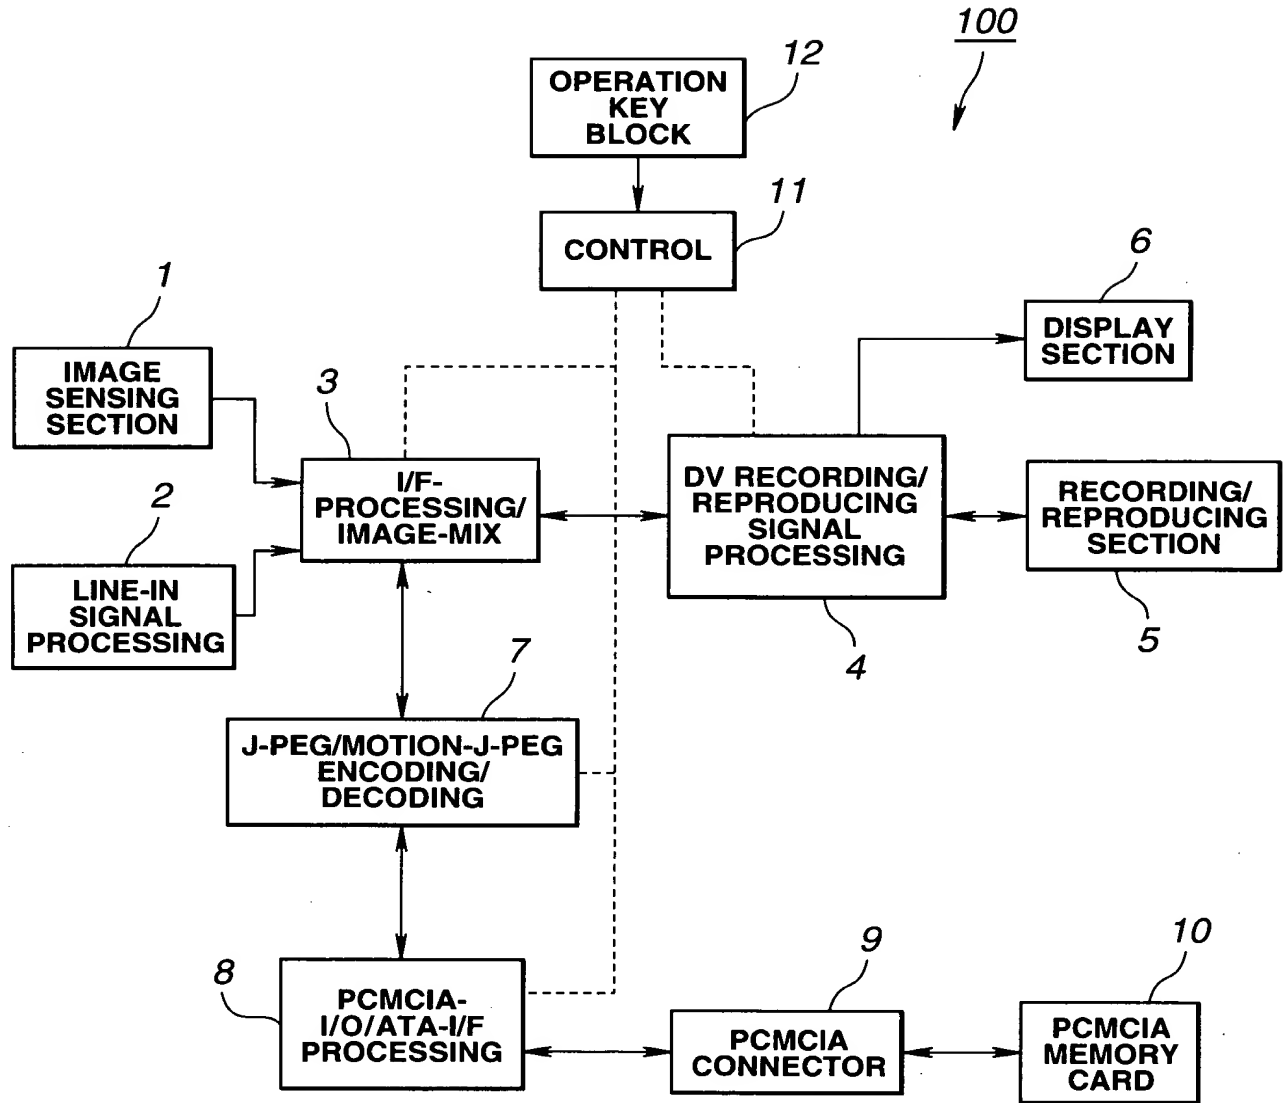 100
12
OPERATION
KEY
BLOCK
11
CONTROL
6
DISPLAY
SECTION
1
IMAGE
SENSING
SECTION
3
I/F-
PROCESSING/
IMAGE-MIX
DV RECORDING/
REPRODUCING
SIGNAL
PROCESSING
4
RECORDING/
REPRODUCING
SECTION
5
2
LINE-IN
SIGNAL
PROCESSING
7
J-PEG/MOTION-J-PEG
ENCODING/
DECODING
8
PCMCIA-
I/O/ATA-I/F
PROCESSING
9
PCMCIA
CONNECTOR
10
PCMCIA
MEMORY
CARD